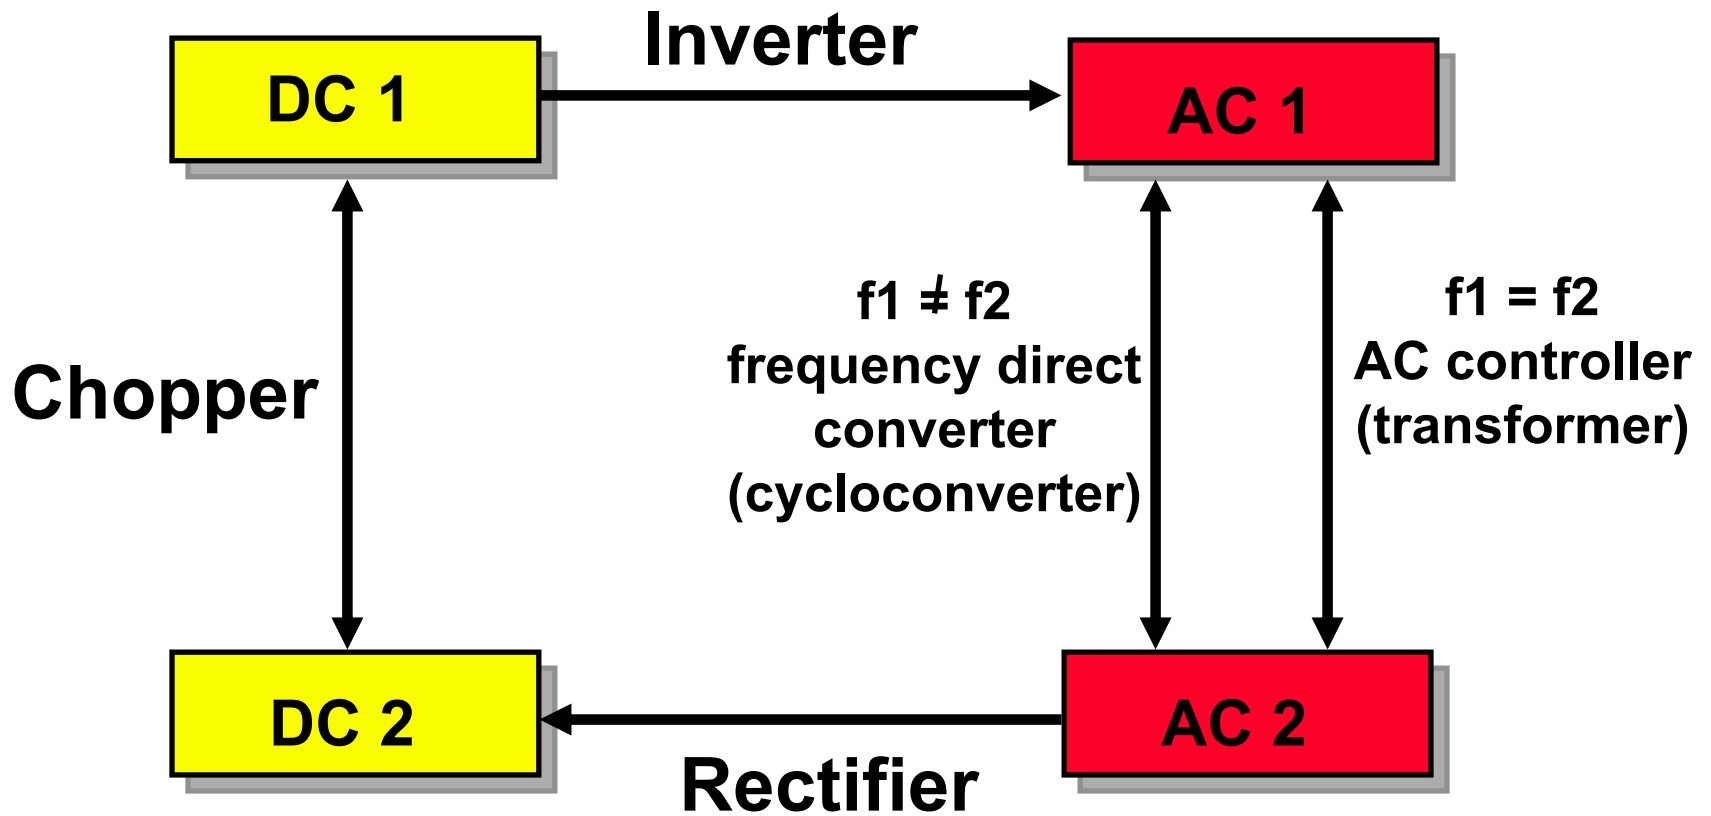 Inverter
DC 1
AC 1
Chopper
f1 ≠ f2
frequency direct
converter
(cycloconverter)
f1 = f2
AC controller
(transformer)
DC 2
AC 2
Rectifier